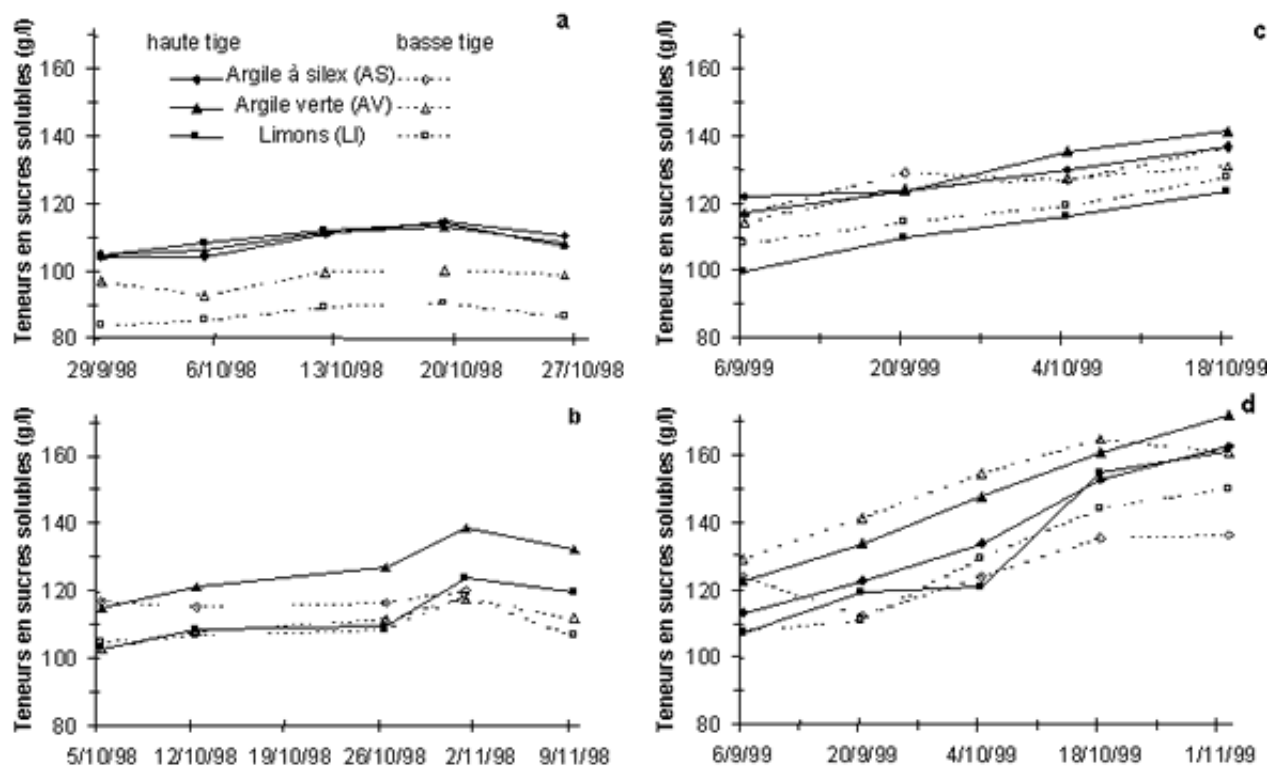 a
haute tige basse tige
Argile à silex (AS)
Argile verte (AV)
Limons (LI)
Teneurs en sucres solubles (g/l)
160
140
120
100
80
29/9/98 6/10/98 13/10/98 20/10/98 27/10/98
c
Teneurs en sucres solubles (g/l)
160
140
120
100
80
6/9/99 20/9/99 4/10/99 18/10/99
b
Teneurs en sucres solubles (g/l)
160
140
120
100
80
5/10/98 12/10/98 19/10/98 26/10/98 2/11/98 9/11/98
d
Teneurs en sucres solubles (g/l)
160
140
120
100
80
6/9/99 20/9/99 4/10/99 18/10/99 1/11/99